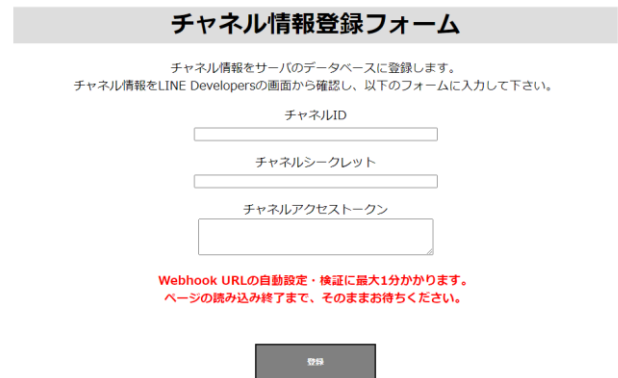 チャネル情報登録フォーム
チャネル情報をサーバのデータベースに登録します。
チャネル情報をLINE Developersの画面から確認し、以下のフォームに入力して下さい。
チャネルID
チャネルシークレット
チャネルアクセストークン
Webhook URLの自動設定・検証に最大1分かかります。
ページの読み込み終了まで、そのままお待ちください。
登録